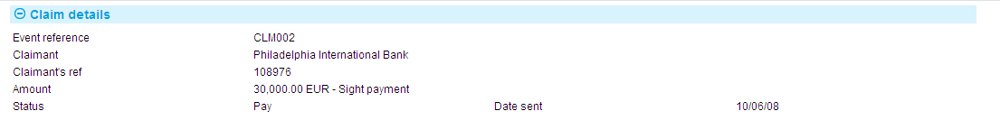 Claim details
Event reference CLM002
Claimant Philadelphia International Bank
Claimant's ref 108976
Amount 30,000.00 EUR - Sight payment
Status Pay Date sent 10/06/08